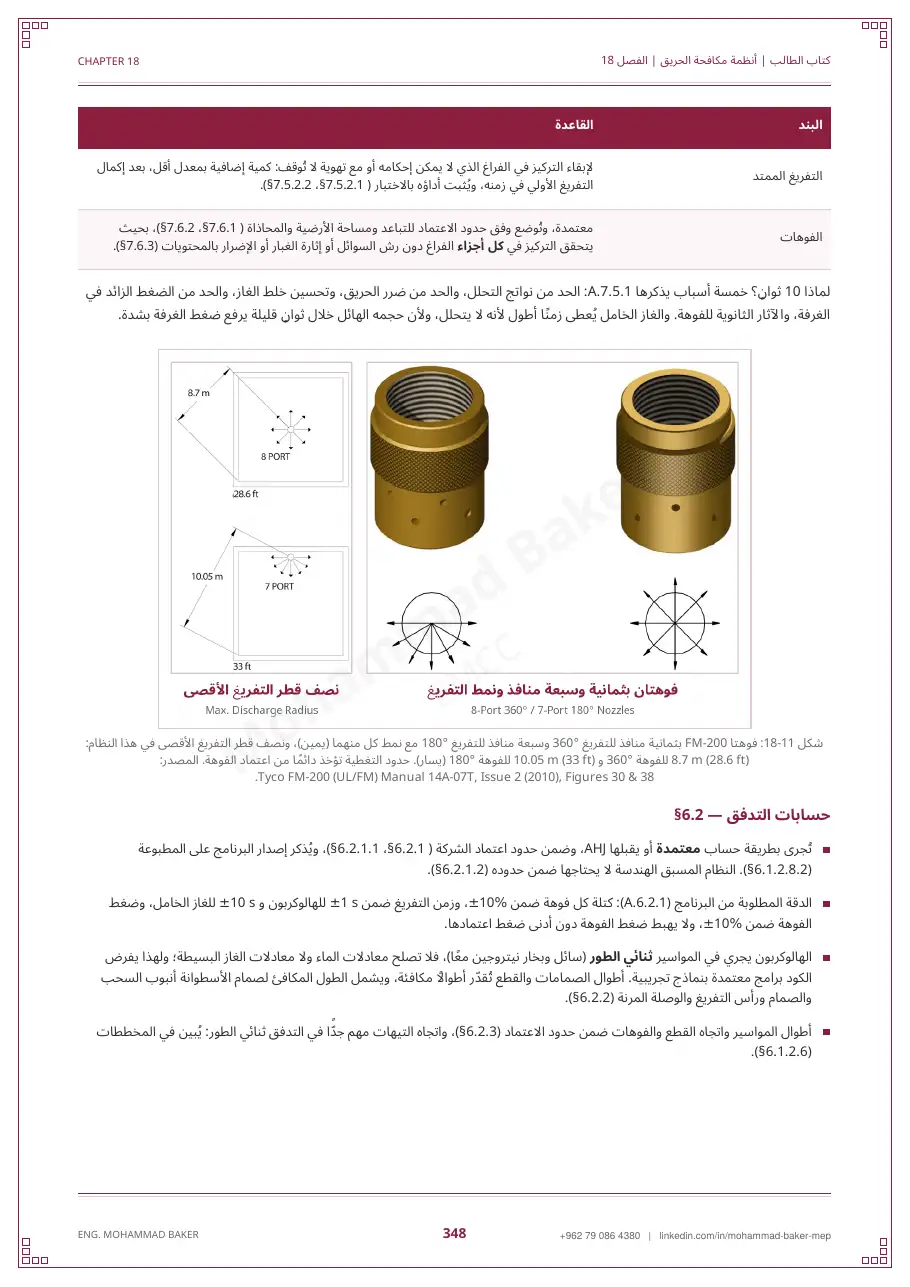 كتاب الطالب | أنظمة مكافحة الحريق | الفصل 18
CHAPTER 18
البند
القاعدة
التفريغ الممتد
لإبقاء التركيز في الفراغ الذي لا يمكن إحكامه أو مع تهوية لا تُوقف: كمية إضافية بمعدل أقل، بعد إكمال
التفريغ الأولي في زمنه، ويُثبت أداؤه بالاختبار ( §7.5.2.1، §7.5.2.2).
الفوهات
معتمدة، وتُوضع وفق حدود الاعتماد للتباعد ومساحة الأرضية والمحاذاة ( §7.6.1، §7.6.2)، بحيث
يتحقق التركيز في كل أجزاء الفراغ دون رش السوائل أو إثارة الغبار أو الإضرار بالمحتويات (§7.6.3).
لماذا 10 ثوانٍ؟ خمسة أسباب يذكرها A.7.5.1: الحد من نواتج التحلل، والحد من ضرر الحريق، وتحسين خلط الغاز، والحد من الضغط الزائد في
الغرفة، والآثار الثانوية للفوهة. والغاز الخامل يُعطى زمنًا أطول لأنه لا يتحلل، ولأن حجمه الهائل خلال ثوانٍ قليلة يرفع ضغط الغرفة بشدة.
8.7 m
8 PORT
28.6 ft
10.05 m
7 PORT
33 ft
Mohammad Baker
MCC
فوهتان بثمانية وسبعة منافذ ونمط التفريغ
8-Port 360° / 7-Port 180° Nozzles
نصف قطر التفريغ الأقصى
Max. Discharge Radius
شكل 11-18: فوهتا FM-200 بثمانية منافذ للتفريغ 360° وسبعة منافذ للتفريغ 180° مع نمط كل منهما (يمين)، ونصف قطر التفريغ الأقصى في هذا النظام:
8.7 m (28.6 ft) للفوهة 360° و 10.05 m (33 ft) للفوهة 180° (يسار). حدود التغطية تؤخذ دائمًا من اعتماد الفوهة. المصدر:
Tyco FM-200 (UL/FM) Manual 14A-07T, Issue 2 (2010), Figures 30 & 38.
حسابات التدفق — §6.2
تُجرى بطريقة حساب معتمدة أو يقبلها AHJ، وضمن حدود اعتماد الشركة ( §6.2.1، §6.2.1.1)، ويُذكر إصدار البرنامج على المطبوعة
(§6.1.2.8.2). النظام المسبق الهندسة لا يحتاجها ضمن حدوده (§6.2.1.2).
الدقة المطلوبة من البرنامج (A.6.2.1): كتلة كل فوهة ضمن ±10%، وزمن التفريغ ضمن ±1 s للهالوكربون و ±10 s للغاز الخامل، وضغط
الفوهة ضمن ±10%، ولا يهبط ضغط الفوهة دون أدنى ضغط اعتمادها.
الهالوكربون يجري في المواسير ثنائي الطور (سائل وبخار نيتروجين معًا)، فلا تصلح معادلات الماء ولا معادلات الغاز البسيطة؛ ولهذا يفرض
الكود برامج معتمدة بنماذج تجريبية. أطوال الصمامات والقطع تُقدّر أطوالًا مكافئة، ويشمل الطول المكافئ لصمام الأسطوانة أنبوب السحب
والصمام ورأس التفريغ والوصلة المرنة (§6.2.2).
أطوال المواسير واتجاه القطع والفوهات ضمن حدود الاعتماد (§6.2.3)، واتجاه التيهات مهم جدًّا في التدفق ثنائي الطور: يُبين في المخططات
(§6.1.2.6).
ENG. MOHAMMAD BAKER
348
+962 79 086 4380 | linkedin.com/in/mohammad-baker-mep